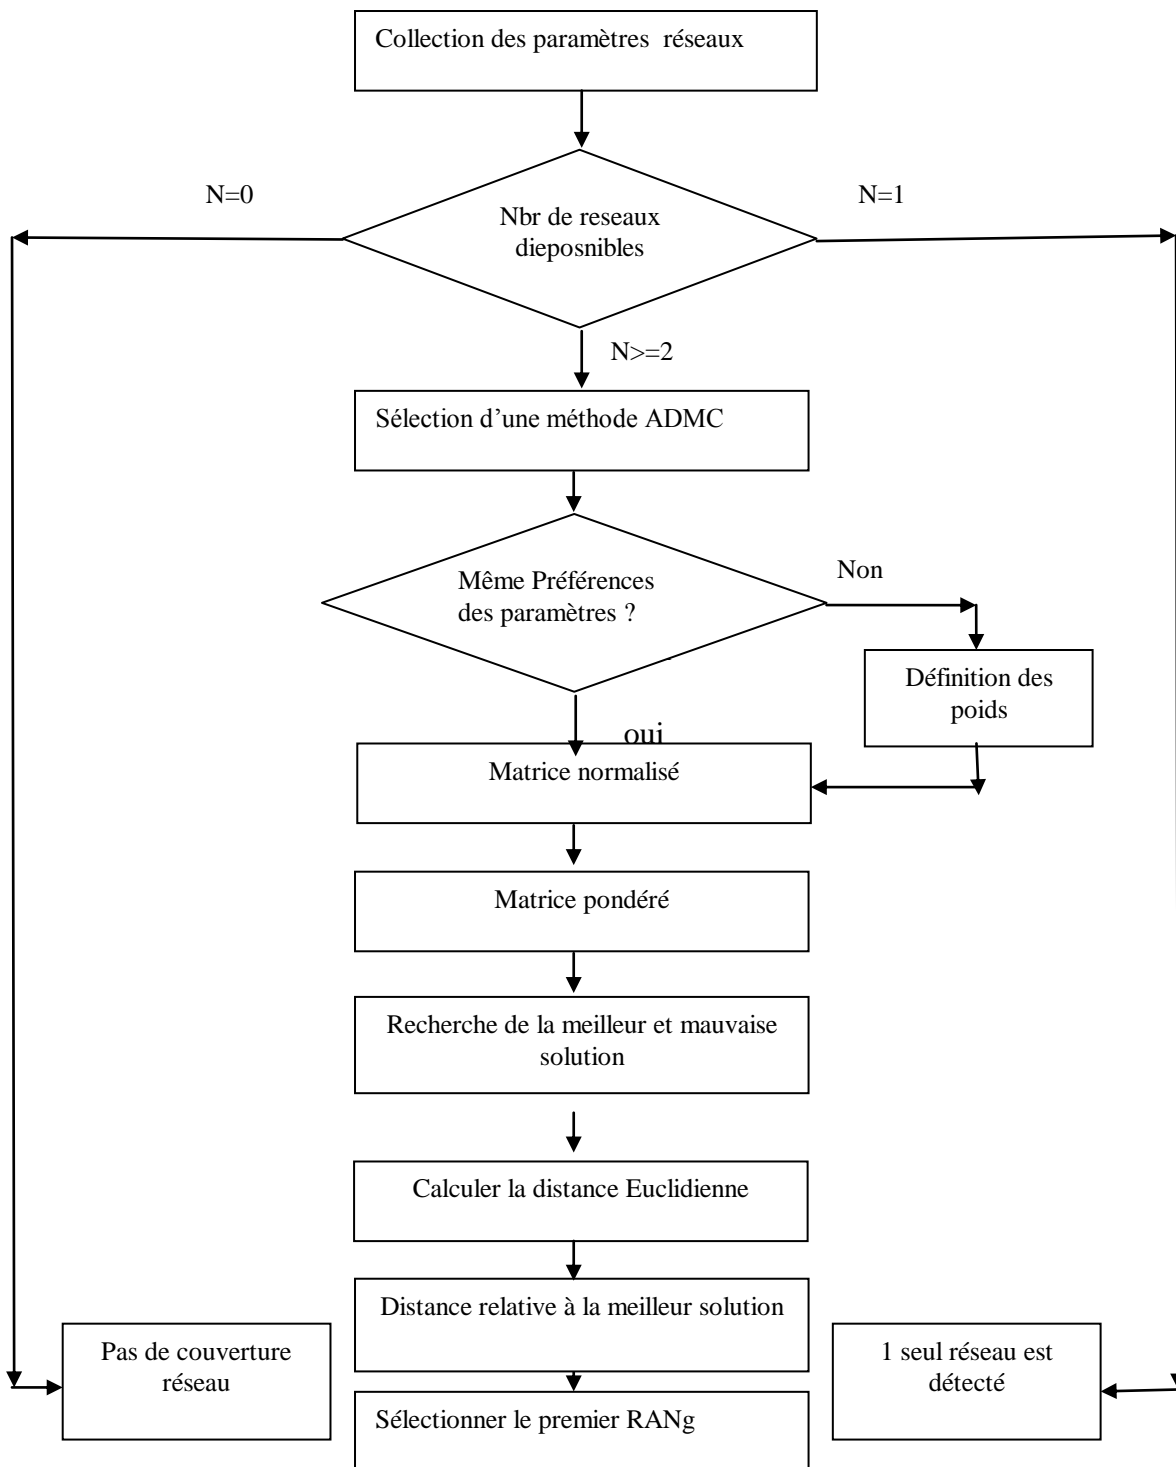 Collection des paramètres réseaux
N=0
N=1
Nbr de reseaux
dieposnibles
N>=2
Sélection d’une méthode ADMC
Même Préférences
des paramètres ?
Non
Définition des
poids
oui
Matrice normalisé
Matrice pondéré
Recherche de la meilleur et mauvaise
solution
Calculer la distance Euclidienne
Distance relative à la meilleur solution
Pas de couverture
réseau
1 seul réseau est
détecté
Sélectionner le premier RANg